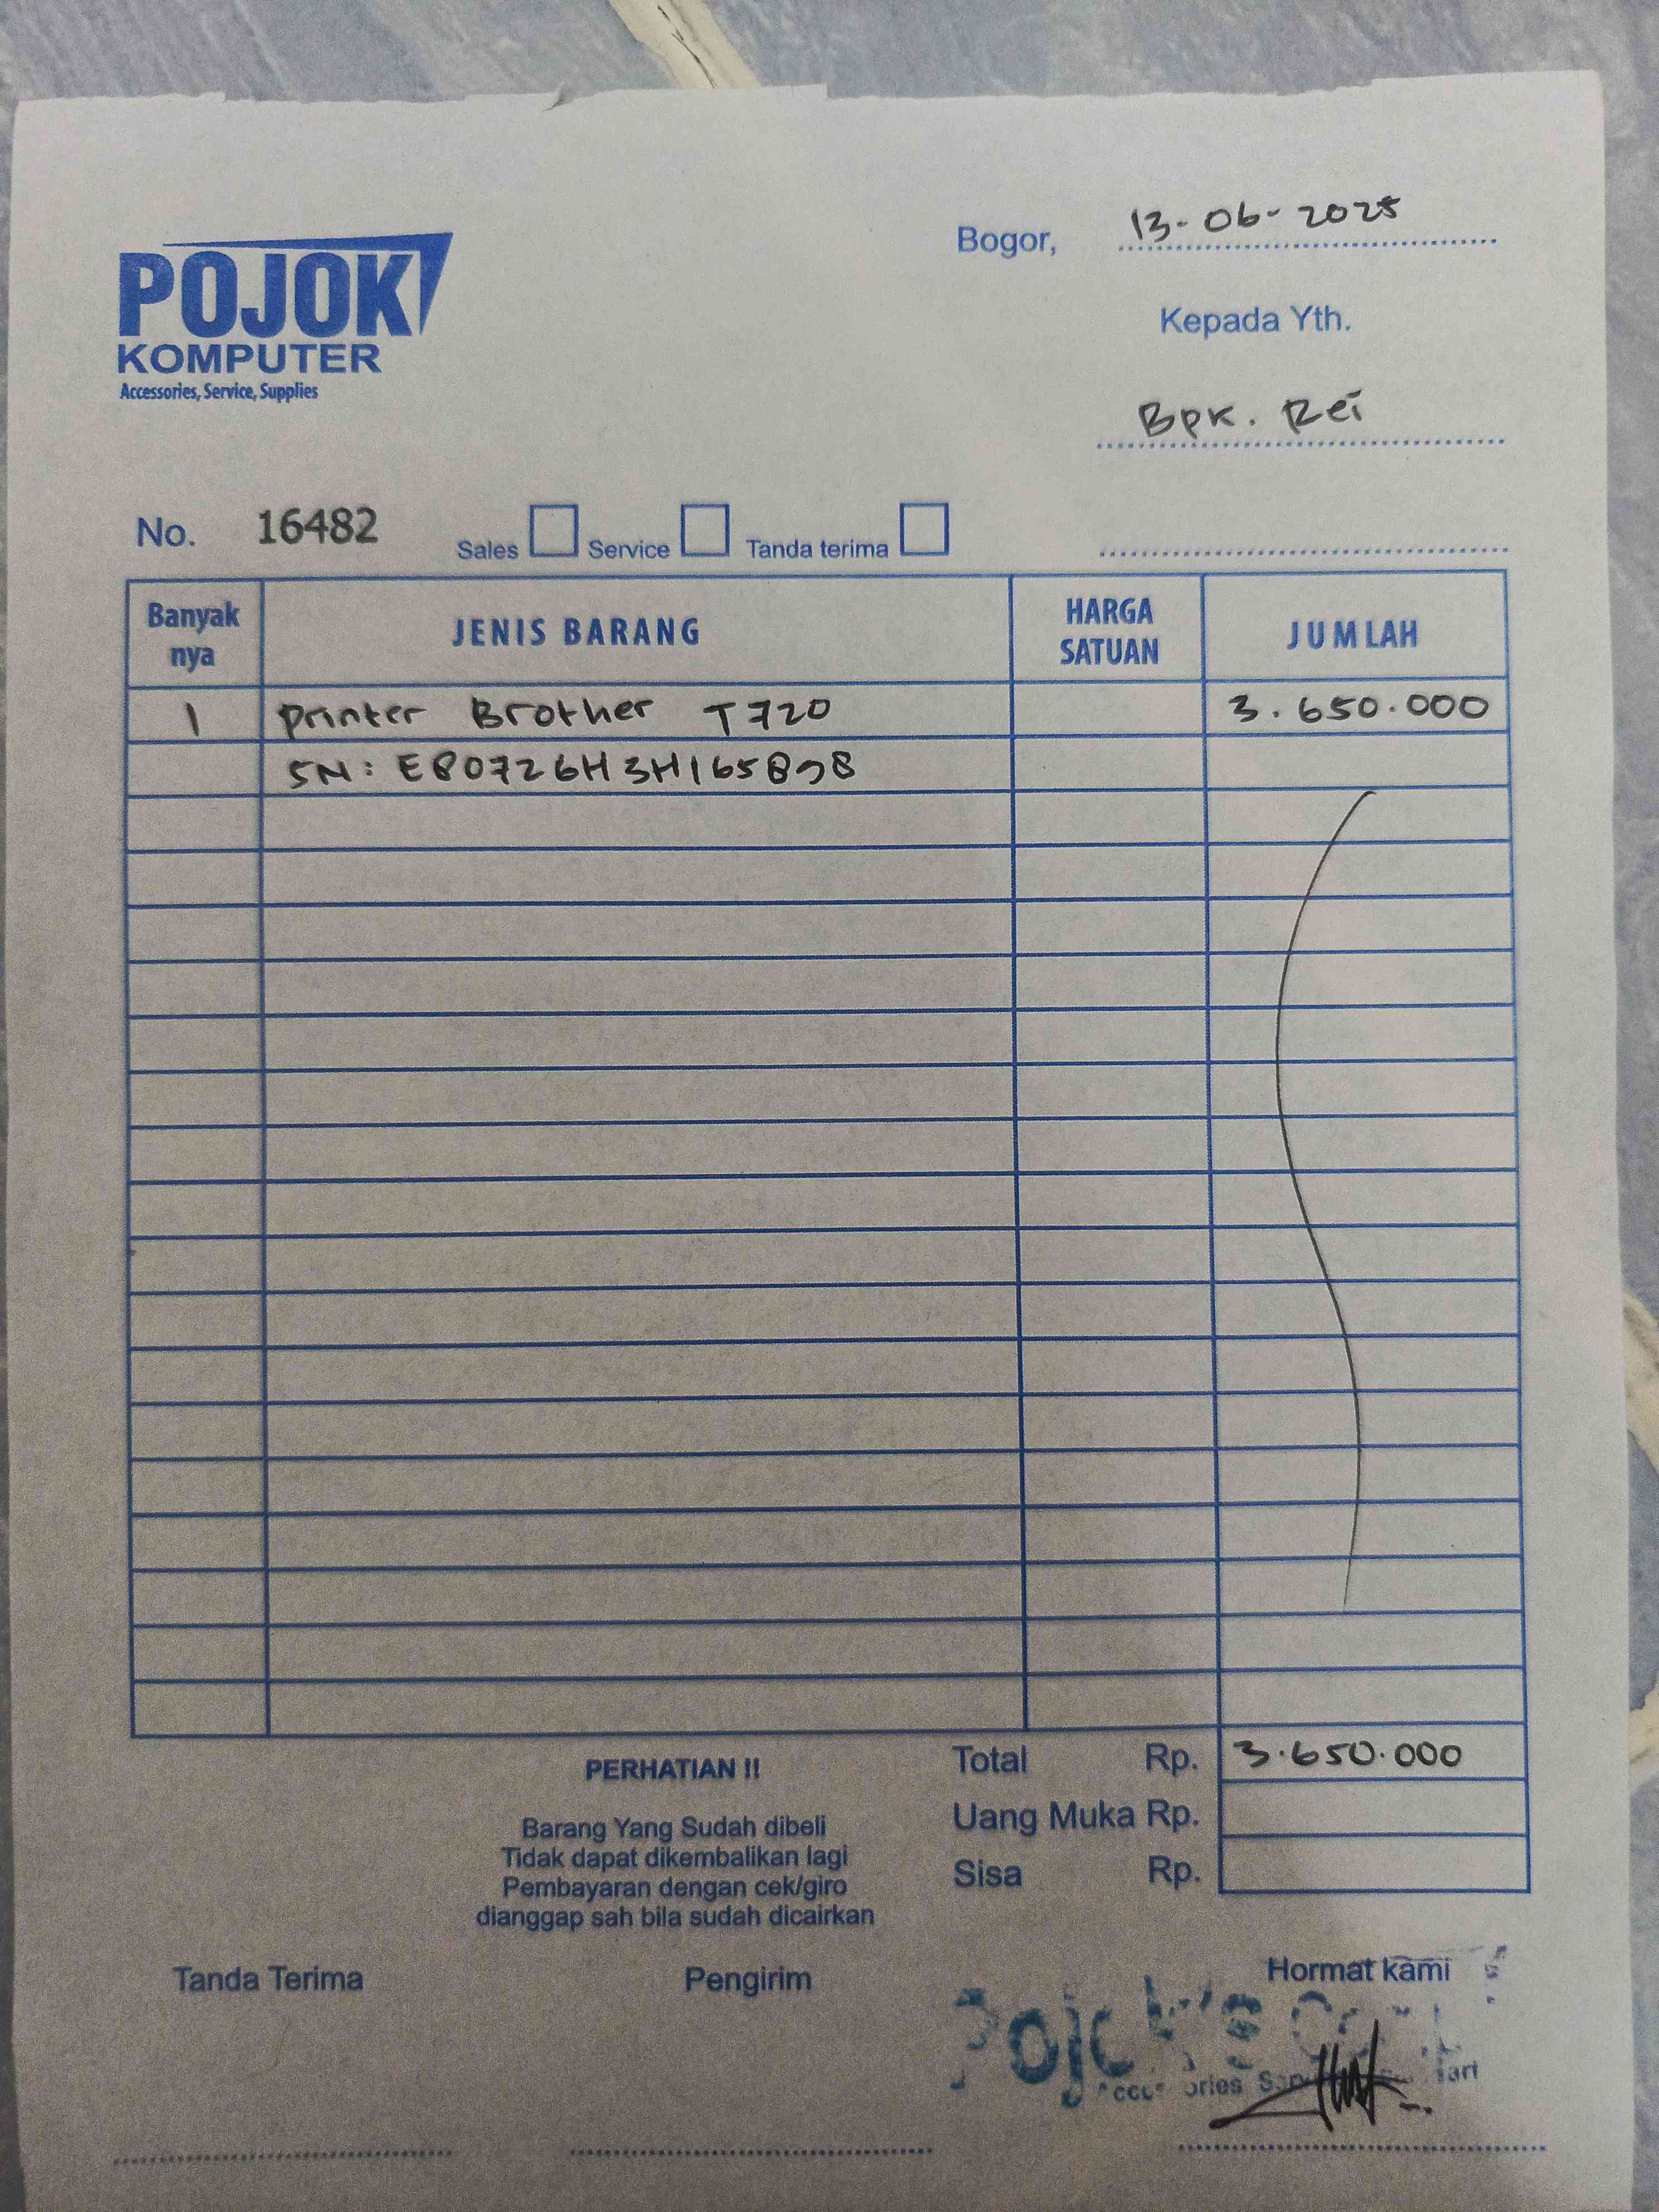 POJOK
KOMPUTER
Accessories, Service, Supplies
Bogor, 13-06-2025
Kepada Yth.
Bpk. Rei
No. 16482 Sales Service Tanda terima
Banyak nya JENIS BARANG HARGA SATUAN JUMLAH
1 Printer Brother T720 3.650.000
SN:
PERHATIAN !!
Barang Yang Sudah dibeli
Tidak dapat dikembalikan lagi
Pembayaran dengan cek/giro
dianggap sah bila sudah dicairkan
Total Rp. 3.650.000
Uang Muka Rp.
Sisa Rp.
Tanda Terima Pengirim Hormat kami